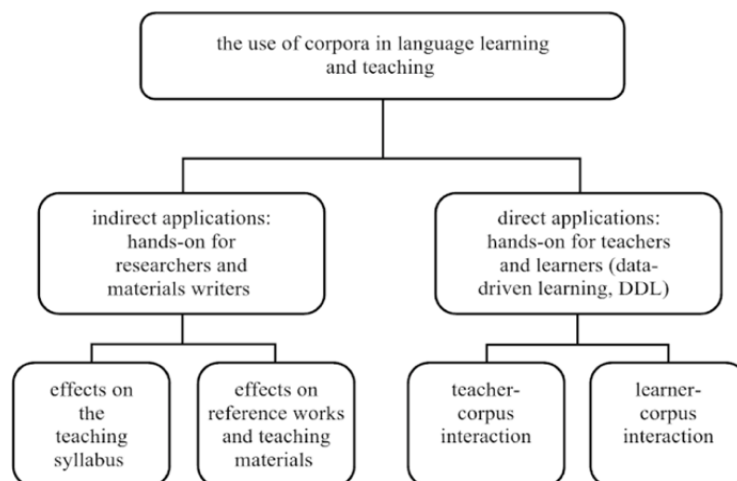 the use of corpora in language learning
and teaching
indirect applications:
hands-on for
researchers and
materials writers
direct applications:
hands-on for teachers
and learners (data-
driven learning, DDL)
effects on
the
teaching
syllabus
effects on
reference works
and teaching
materials
teacher-
corpus
interaction
learner-
corpus
interaction